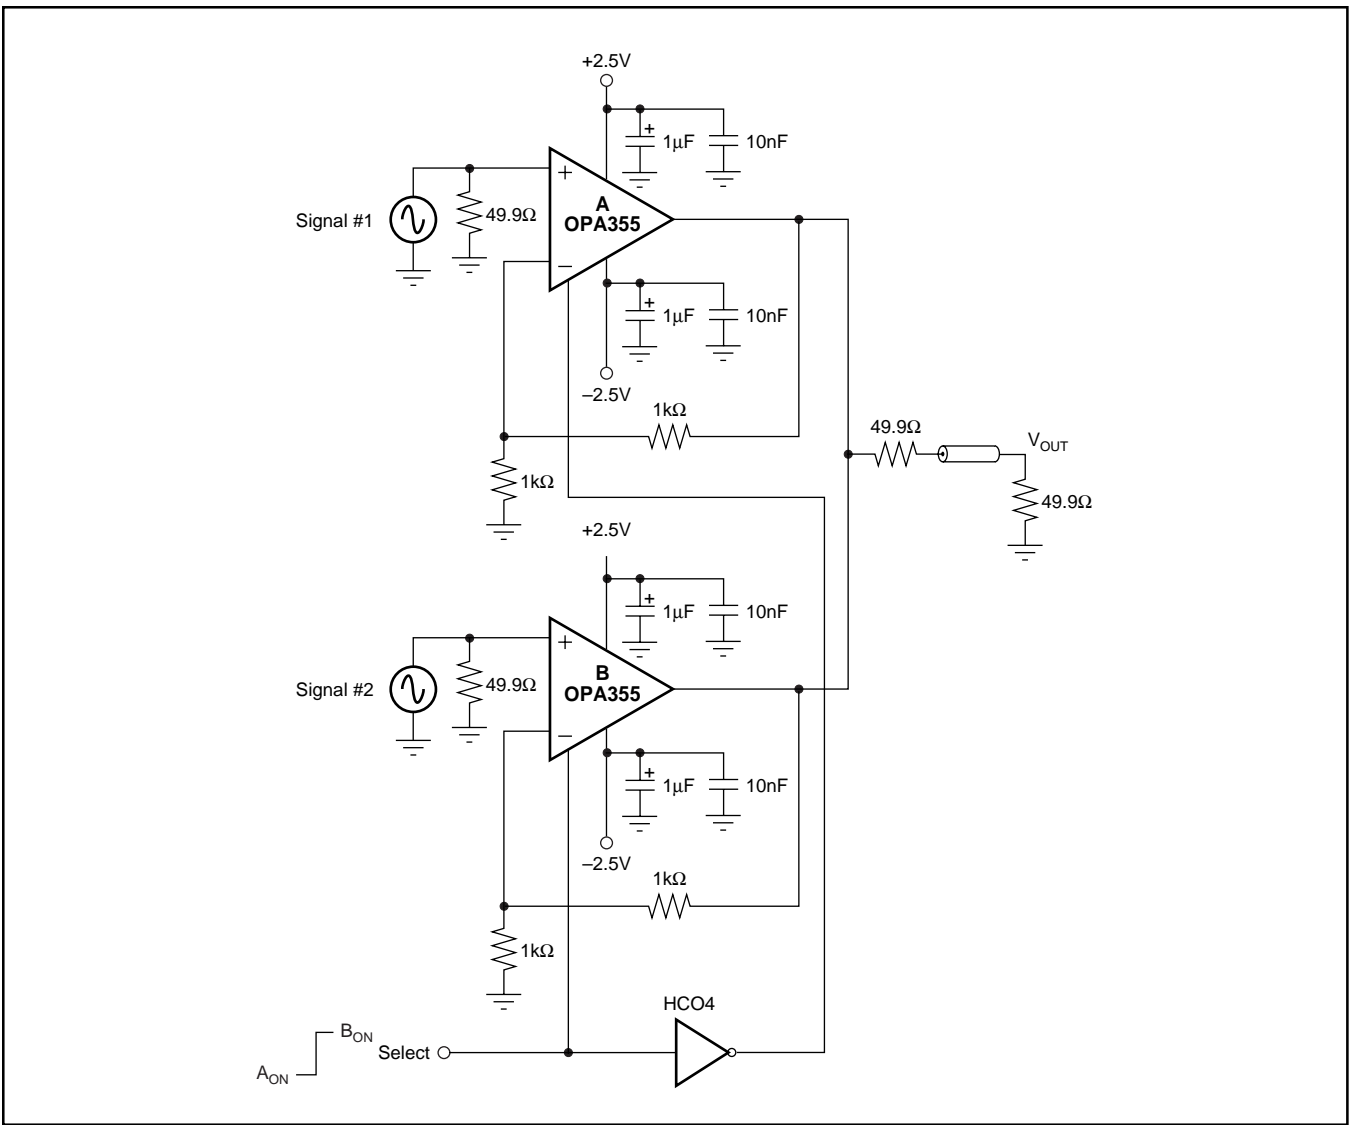 +2.5V
+
1μF
10nF
+
A
OPA355
Signal #1
49.9Ω
–
+
1μF
10nF
–2.5V
1kΩ
49.9Ω
VOUT
1kΩ
49.9Ω
+2.5V
+
1μF
10nF
+
B
OPA355
Signal #2
49.9Ω
–
+
1μF
10nF
–2.5V
1kΩ
1kΩ
HCO4
BON
Select
AON